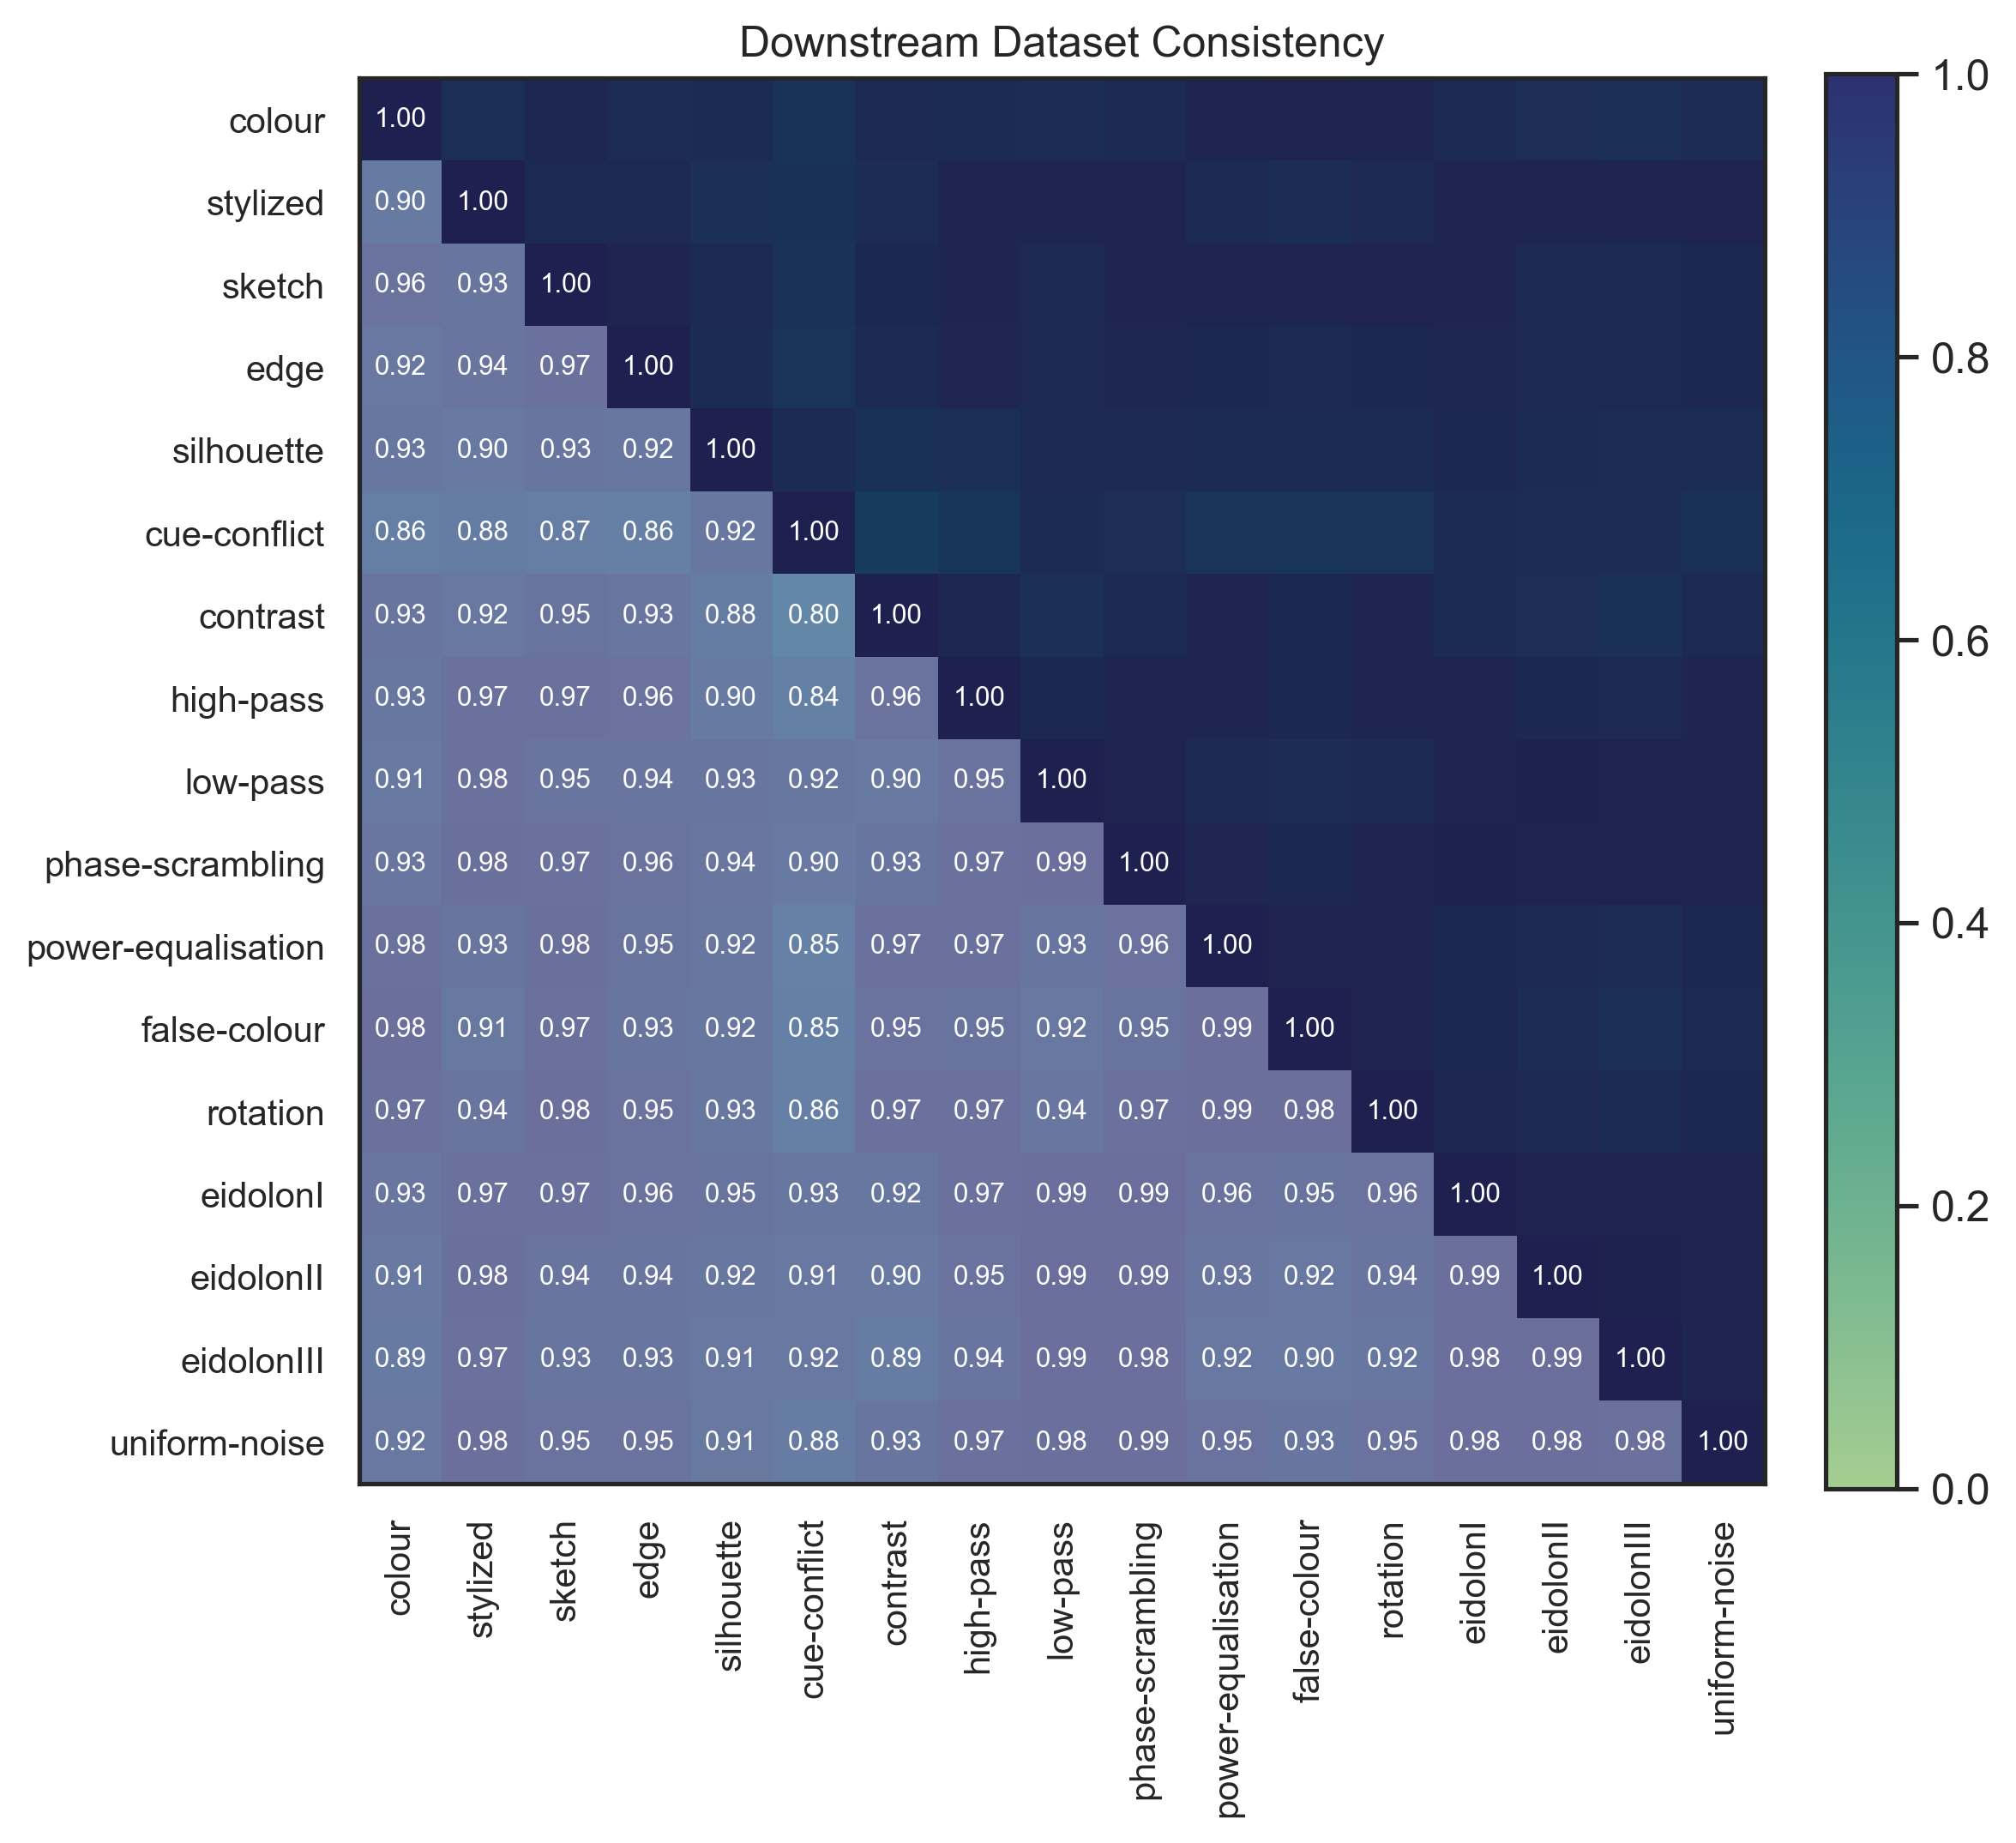 Downstream Dataset Consistency
colour 1.00
stylized 0.90 1.00
sketch 0.96 0.93 1.00
edge 0.92 0.94 0.97 1.00
silhouette 0.93 0.90 0.93 0.92 1.00
cue-conflict 0.86 0.88 0.87 0.86 0.92 1.00
contrast 0.93 0.92 0.95 0.93 0.88 0.80 1.00
high-pass 0.93 0.97 0.97 0.96 0.90 0.84 0.96 1.00
low-pass 0.91 0.98 0.95 0.94 0.93 0.92 0.90 0.95 1.00
phase-scrambling 0.93 0.98 0.97 0.96 0.94 0.90 0.93 0.97 0.99 1.00
power-equalisation 0.98 0.93 0.98 0.95 0.92 0.85 0.97 0.97 0.93 0.96 1.00
false-colour 0.98 0.91 0.97 0.93 0.92 0.85 0.95 0.95 0.92 0.95 0.99 1.00
rotation 0.97 0.94 0.98 0.95 0.93 0.86 0.97 0.97 0.94 0.97 0.99 0.98 1.00
eidolonI 0.93 0.97 0.97 0.96 0.95 0.93 0.92 0.97 0.99 0.99 0.96 0.95 0.96 1.00
eidolonII 0.91 0.98 0.94 0.94 0.92 0.91 0.90 0.95 0.99 0.99 0.93 0.92 0.94 0.99 1.00
eidolonIII 0.89 0.97 0.93 0.93 0.91 0.92 0.89 0.94 0.99 0.98 0.92 0.90 0.92 0.98 0.99 1.00
uniform-noise 0.92 0.98 0.95 0.95 0.91 0.88 0.93 0.97 0.98 0.99 0.95 0.93 0.95 0.98 0.98 0.98 1.00
colour
stylized
sketch
edge
silhouette
cue-conflict
contrast
high-pass
low-pass
phase-scrambling
power-equalisation
false-colour
rotation
eidolonI
eidolonII
eidolonIII
uniform-noise
1.0
0.8
0.6
0.4
0.2
0.0